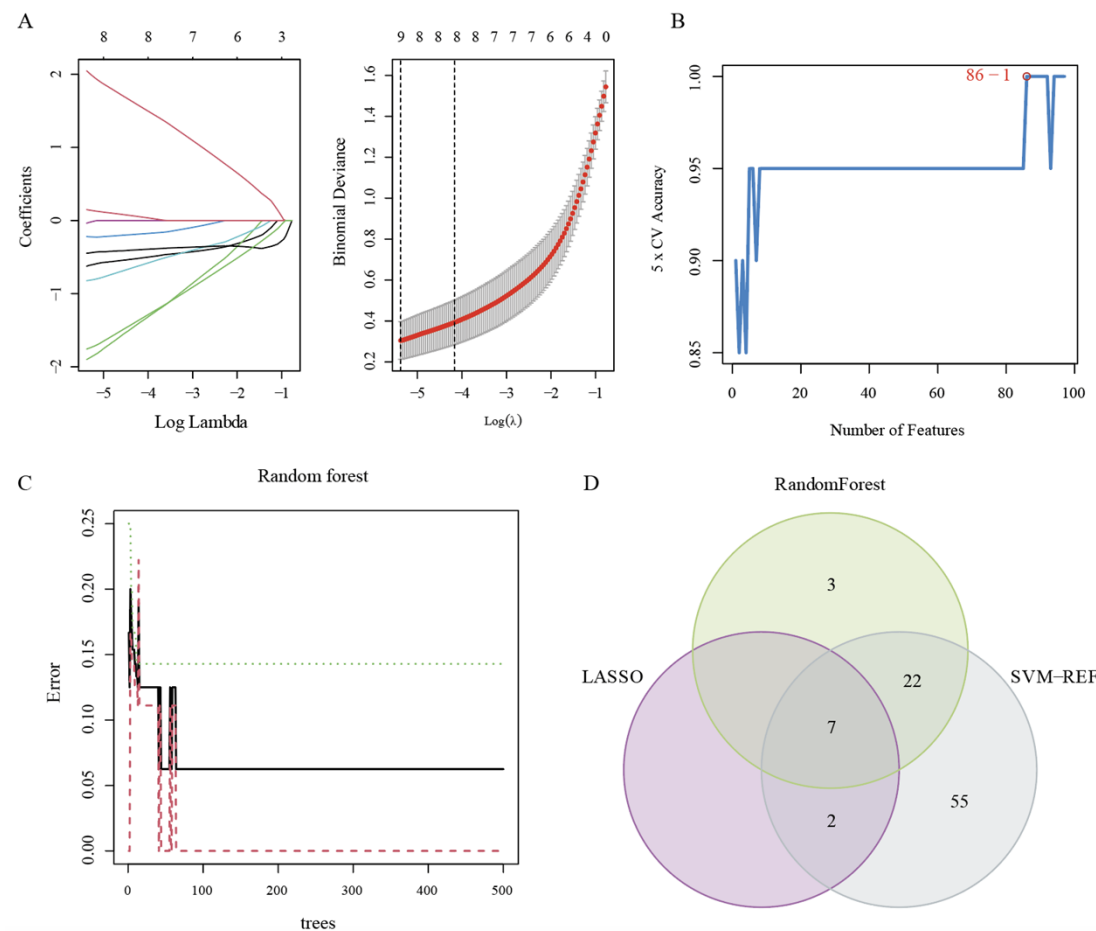 A
8 8 7 6 3
2
1
0
−1
−2
Coefficients
−5 −4 −3 −2 −1
Log Lambda
9 8 8 8 8 7 7 7 6 6 4 0
1.6
1.4
1.2
1.0
0.8
0.6
0.4
0.2
Binomial Deviance
−5 −4 −3 −2 −1
Log(λ)
B
86 − 1
1.00
0.95
0.90
0.85
5 x CV Accuracy
0 20 40 60 80 100
Number of Features
C
Random forest
0.25
0.20
0.15
0.10
0.05
0.00
Error
0 100 200 300 400 500
trees
D
RandomForest
3
LASSO
22
SVM−REF
7
55
2